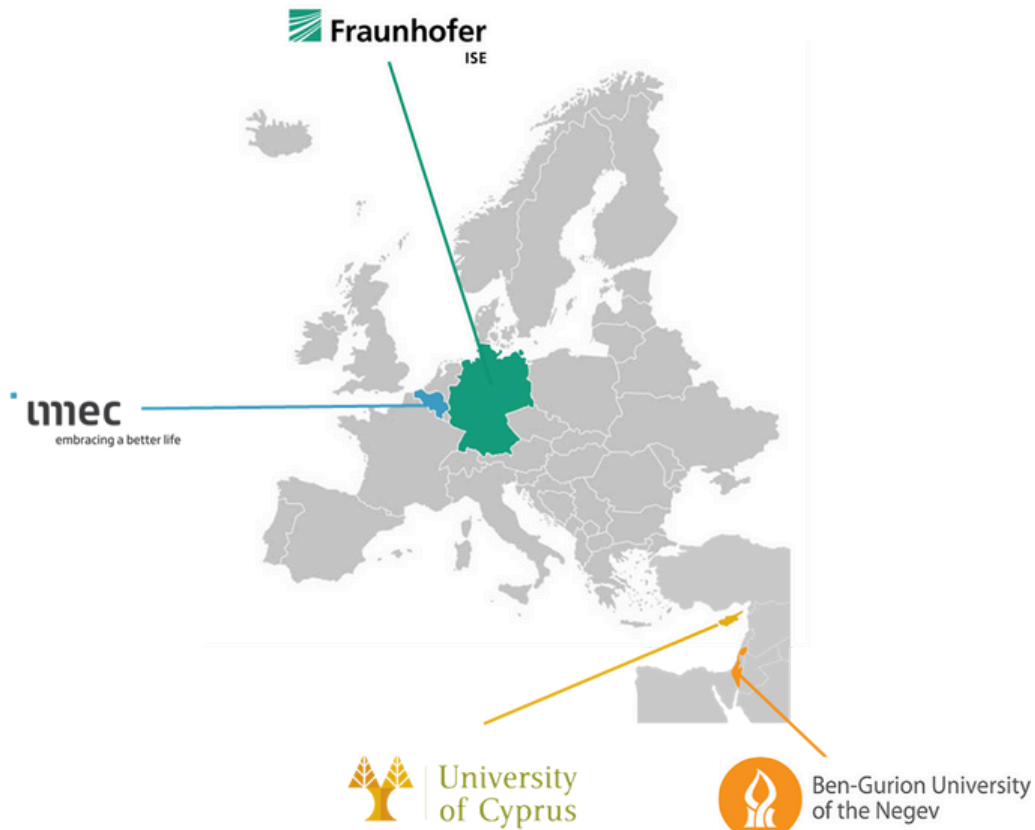 Fraunhofer
ISE
imec
embracing a better life
University
of Cyprus
Ben-Gurion University
of the Negev